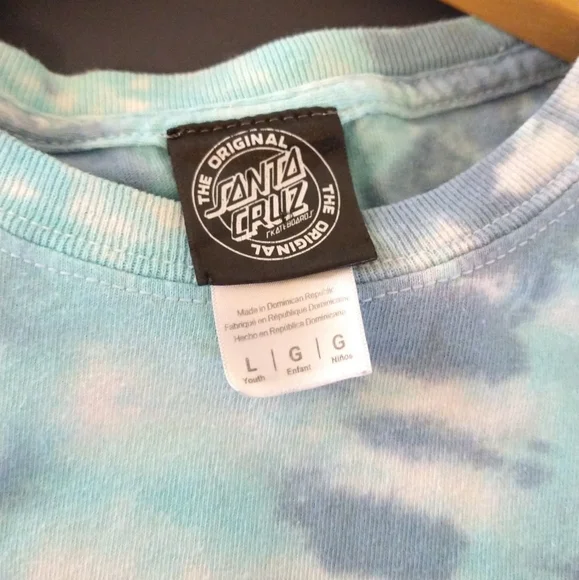 THE ORIGINAL
SANTA
CRUZ
SKATEBOARDS
THE ORIGINAL
Made in Dominican Republic
Fabriqué en République Dominicaine
Hecho en República Dominicana
L | G | G
Youth Enfant Niños